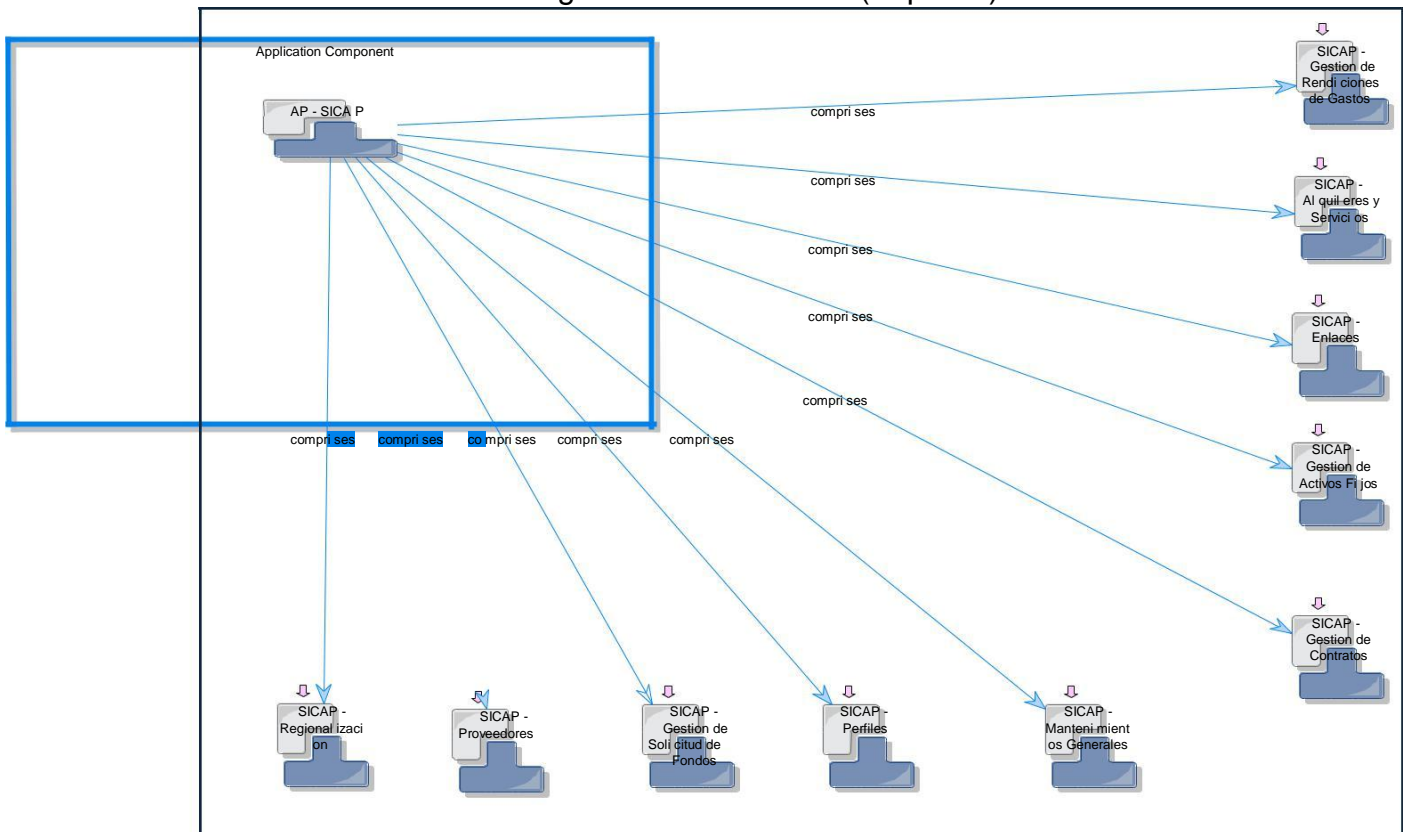 Application Component
AP - SICA P
compri ses
compri ses
compri ses
compri ses
compri ses
compri ses
compri ses
co mpri ses
compri ses
compri ses
SICAP -
Gestion de
Rendi ciones
de Gastos
SICAP -
Al quil eres y
Servici os
SICAP -
Enlaces
SICAP -
Gestion de
Activos Fi jos
SICAP -
Gestion de
Contratos
SICAP -
Regional izaci
on
SICAP -
Proveedores
SICAP -
Gestion de
Soli citud de
Fondos
SICAP -
Perfiles
SICAP -
Manteni mient
os Generales